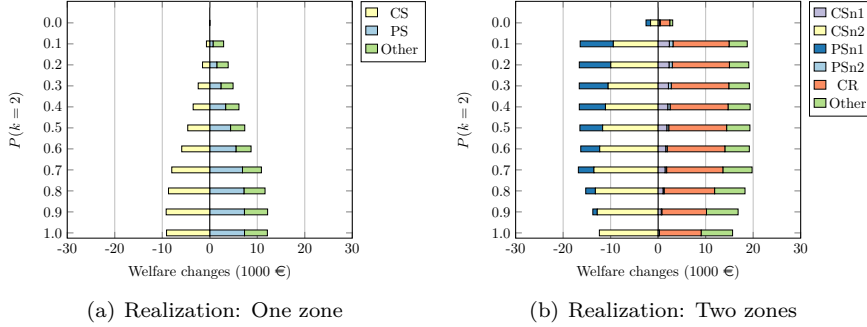 CS
PS
Other
P(k = 2)
0.0
0.1
0.2
0.3
0.4
0.5
0.6
0.7
0.8
0.9
1.0
-30 -20 -10 0 10 20 30
Welfare changes (1000 €)
(a) Realization: One zone
CSn1
CSn2
PSn1
PSn2
CR
Other
P(k = 2)
0.0
0.1
0.2
0.3
0.4
0.5
0.6
0.7
0.8
0.9
1.0
-30 -20 -10 0 10 20 30
Welfare changes (1000 €)
(b) Realization: Two zones